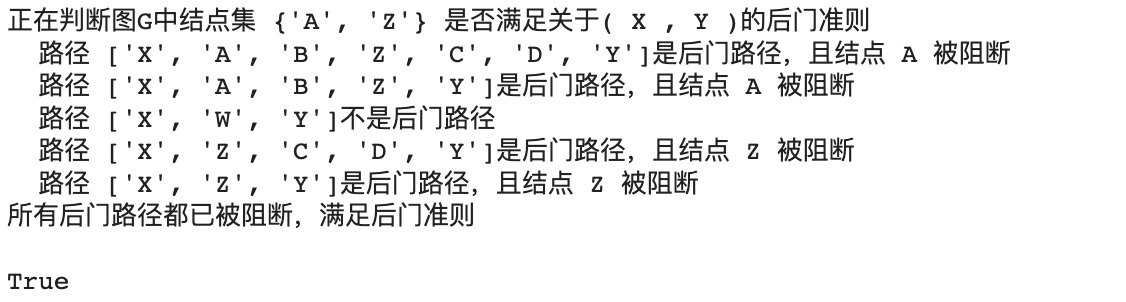 正在判断图G中结点集 {'A', 'Z'} 是否满足关于( X , Y )的后门准则
路径 ['X', 'A', 'B', 'Z', 'C', 'D', 'Y']是后门路径，且结点 A 被阻断
路径 ['X', 'A', 'B', 'Z', 'Y']是后门路径，且结点 A 被阻断
路径 ['X', 'W', 'Y']不是后门路径
路径 ['X', 'Z', 'C', 'D', 'Y']是后门路径，且结点 Z 被阻断
路径 ['X', 'Z', 'Y']是后门路径，且结点 Z 被阻断
所有后门路径都已被阻断，满足后门准则
True